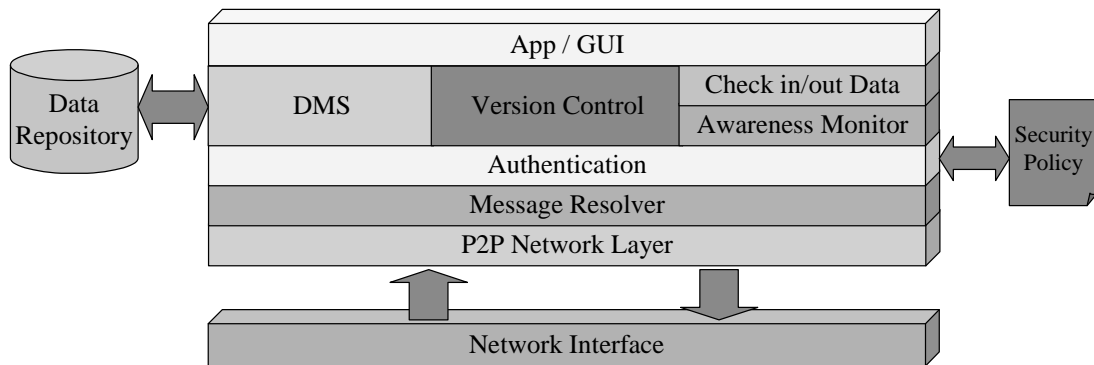 App / GUI
Data
Repository
DMS
Version Control
Check in/out Data
Awareness Monitor
Authentication
Security
Policy
Message Resolver
P2P Network Layer
Network Interface